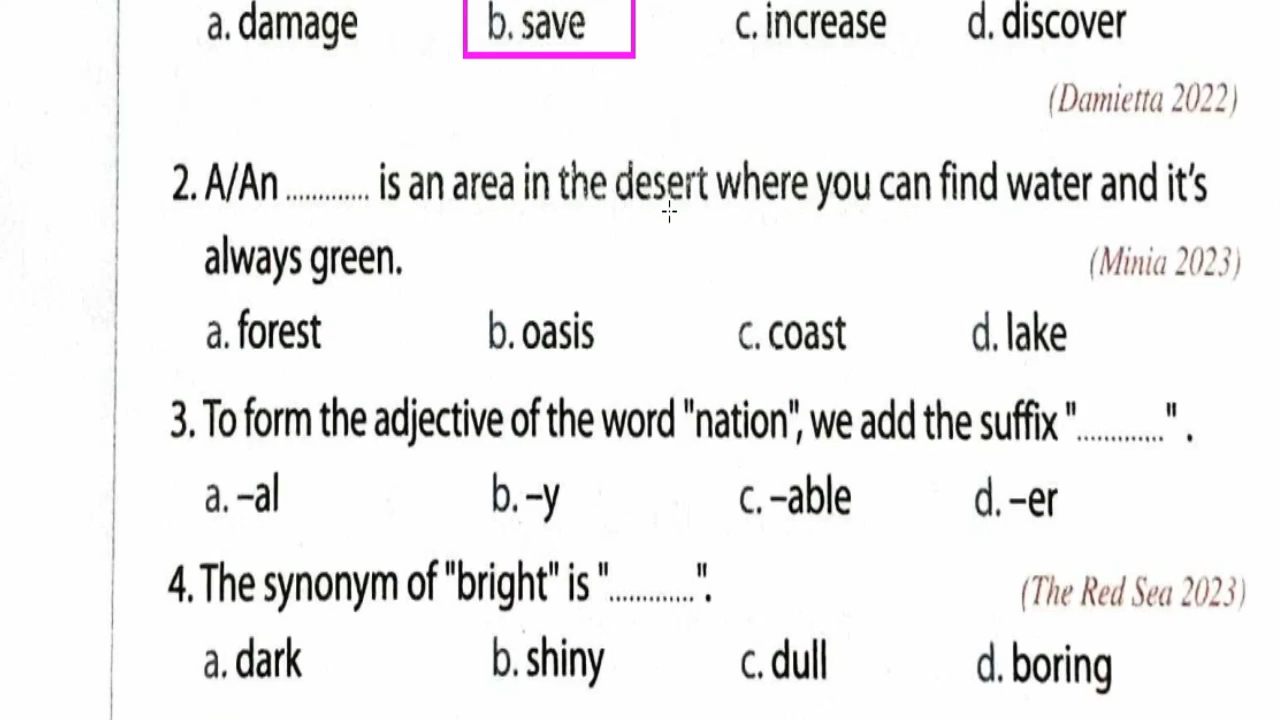 a. damage b. save c. increase d. discover
(Damietta 2022)
2. A/An ............. is an area in the desert where you can find water and it's
always green. (Minia 2023)
a. forest b. oasis c. coast d. lake
3. To form the adjective of the word "nation", we add the suffix "............." .
a. –al b. –y c. –able d. –er
4. The synonym of "bright" is ".............". (The Red Sea 2023)
a. dark b. shiny c. dull d. boring